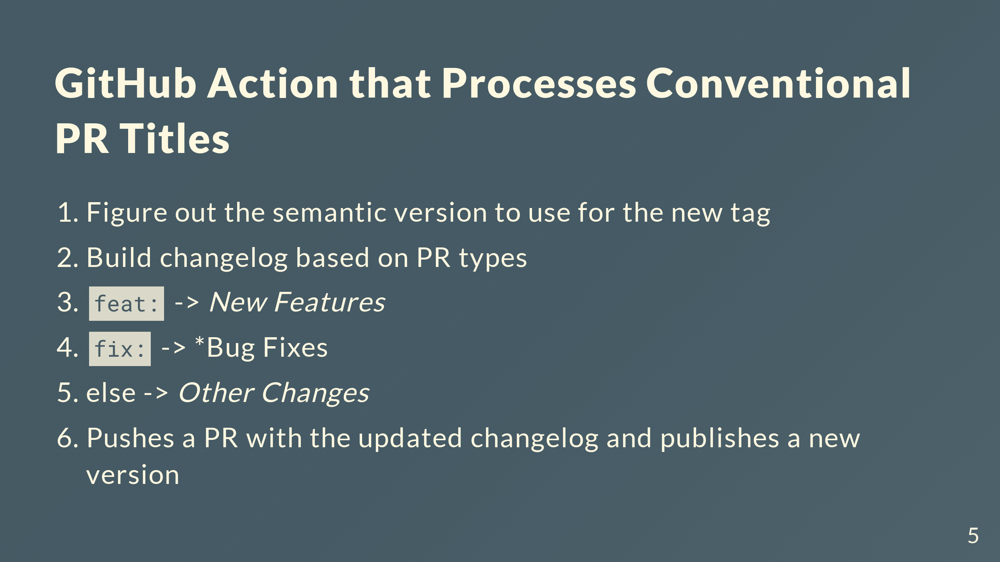 GitHub Action that Processes Conventional
PR Titles
1. Figure out the semantic version to use for the new tag
2. Build changelog based on PR types
3. feat: -> New Features
4. fix: -> *Bug Fixes
5. else -> Other Changes
6. Pushes a PR with the updated changelog and publishes a new
version
5